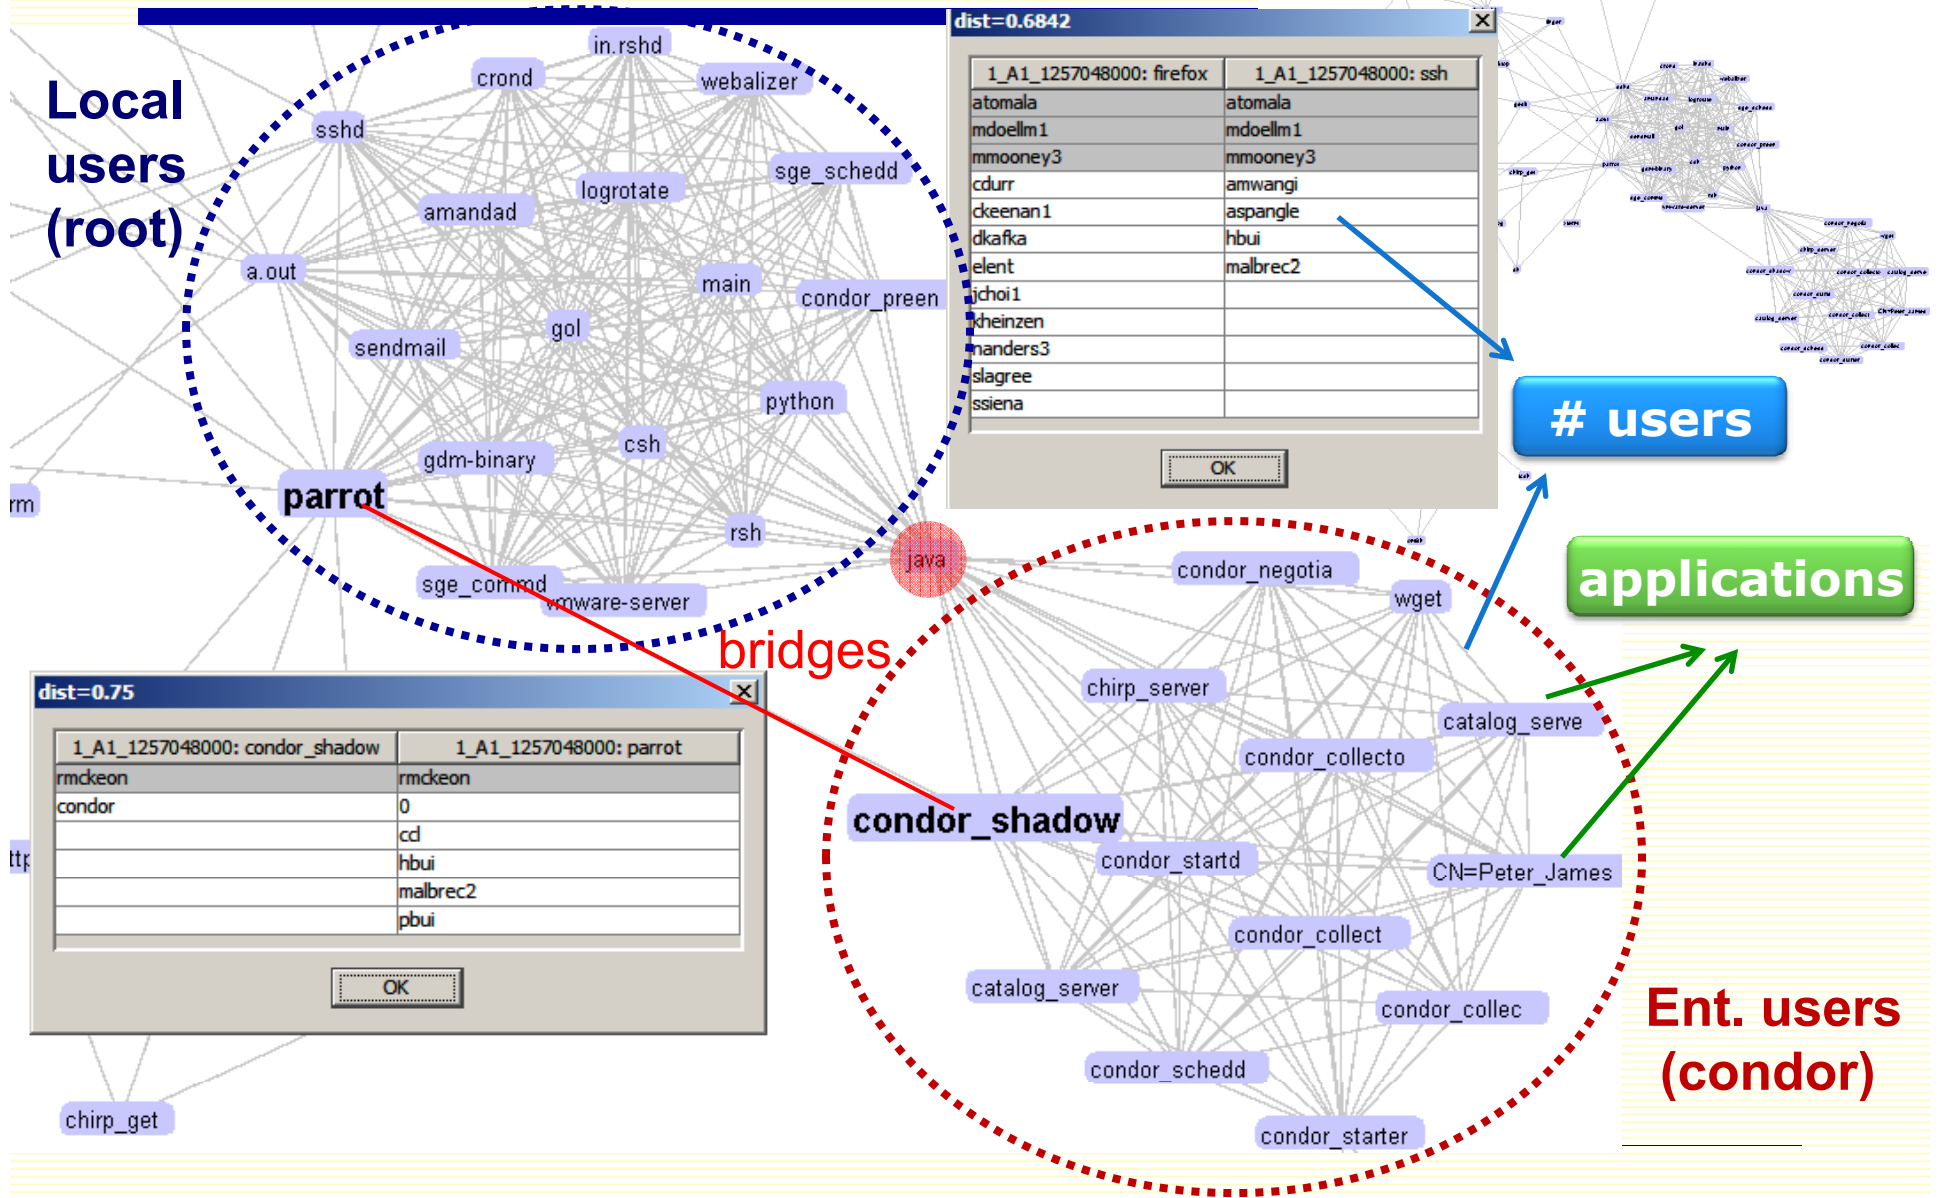 Local
users
(root)
in.rshd
crond
webalizer
sshd
sge_schedd
logrotate
amandad
a.out
main
condor_preen
gol
sendmail
python
csh
gdm-binary
parrot
rm
rsh
sge_commd
vmware-server
java
bridges
dist=0.6842
1_A1_1257048000: firefox 1_A1_1257048000: ssh
atomala atomala
mdoellm1 mdoellm1
mmooney3 mmooney3
cdurr amwangi
ckeenan1 aspangle
dkafka hbui
elent malbrec2
jchoi1
kheinzen
nanders3
slagree
ssiena
OK
# users
applications
condor_negotia
wget
chirp_server
catalog_serve
condor_collecto
condor_shadow
condor_startd
CN=Peter_James
condor_collect
catalog_server
condor_collec
condor_schedd
condor_starter
Ent. users
(condor)
dist=0.75
1_A1_1257048000: condor_shadow 1_A1_1257048000: parrot
rmckeon rmckeon
condor 0
ccl
hbui
malbrec2
pbui
OK
ttp
chirp_get